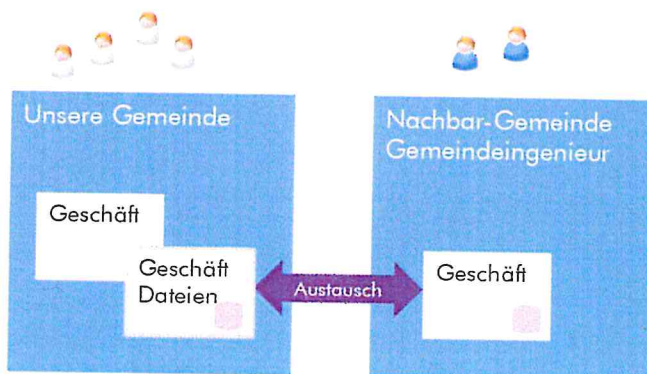 Unsere Gemeinde
Geschäft
Geschäft
Dateien
Austausch
Nachbar-Gemeinde
Gemeindeingenieur
Geschäft